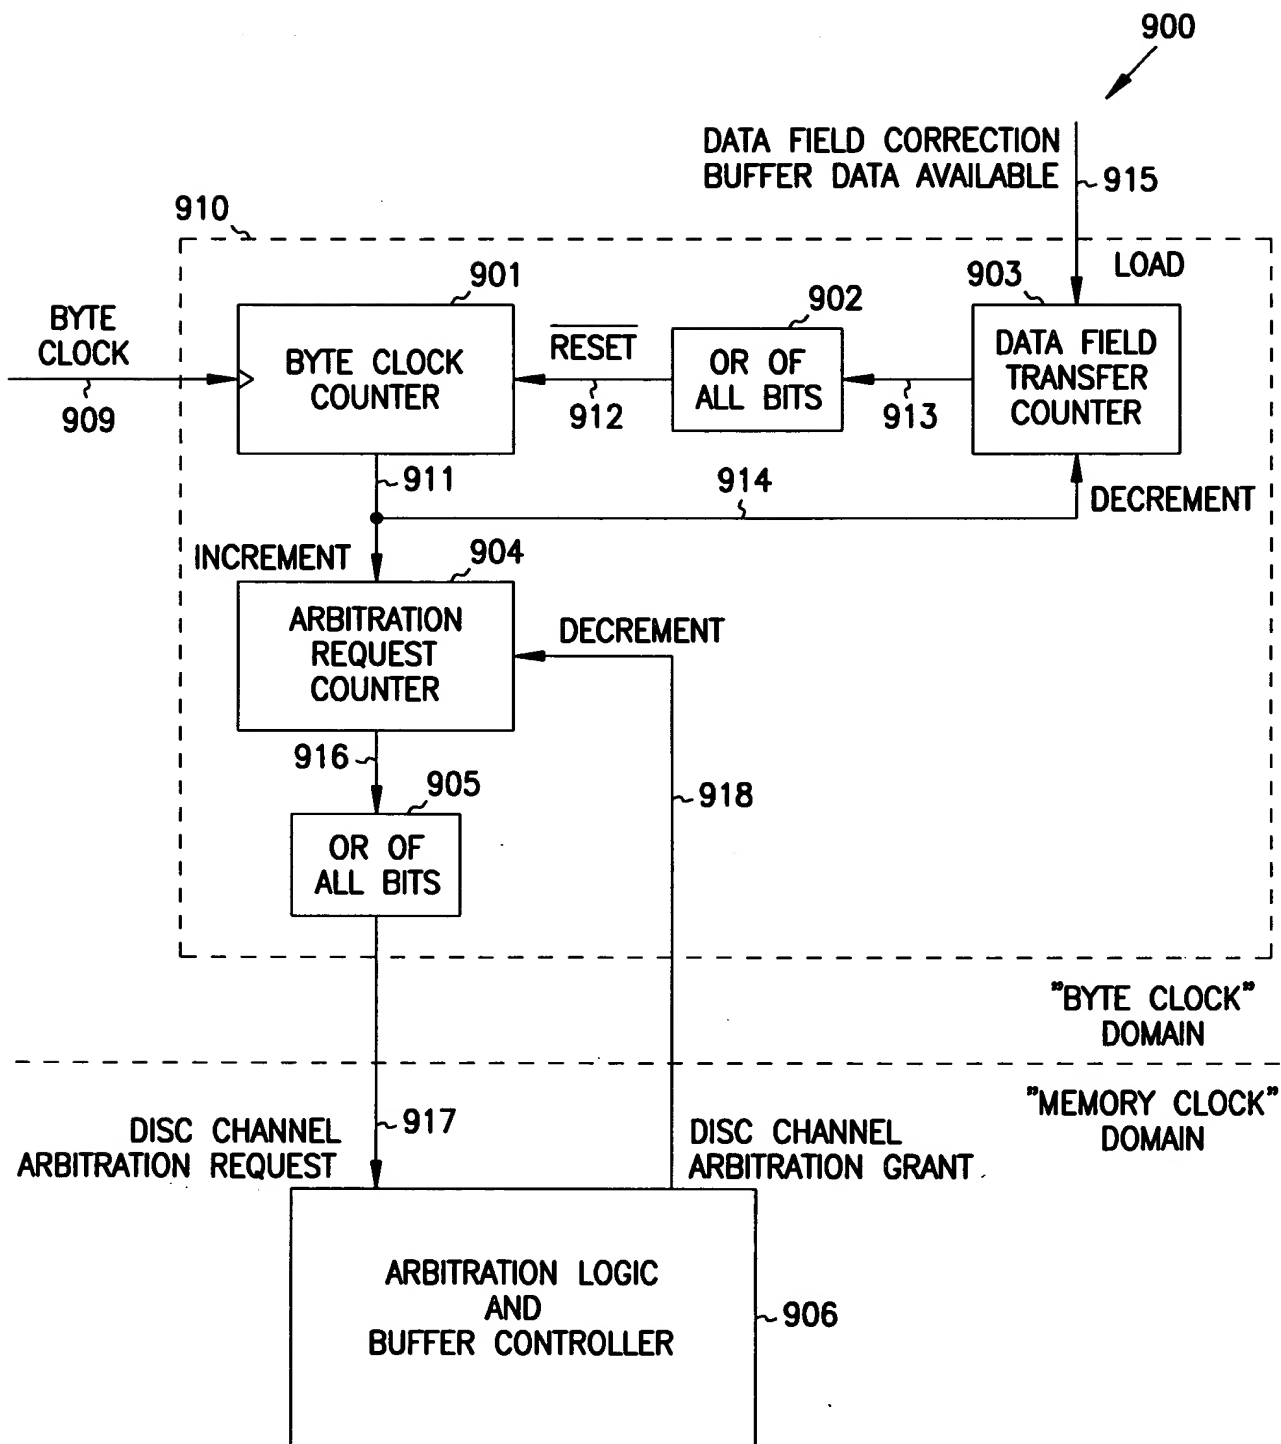 900
DATA FIELD CORRECTION
BUFFER DATA AVAILABLE
915
910
LOAD
901
902
903
BYTE
CLOCK
909
BYTE CLOCK
COUNTER
RESET
912
OR OF
ALL BITS
913
DATA FIELD
TRANSFER
COUNTER
911
914
DECREMENT
INCREMENT
904
ARBITRATION
REQUEST
COUNTER
DECREMENT
916
905
918
OR OF
ALL BITS
"BYTE CLOCK"
DOMAIN
"MEMORY CLOCK"
DOMAIN
917
DISC CHANNEL
ARBITRATION REQUEST
DISC CHANNEL
ARBITRATION GRANT
ARBITRATION LOGIC
AND
BUFFER CONTROLLER
906